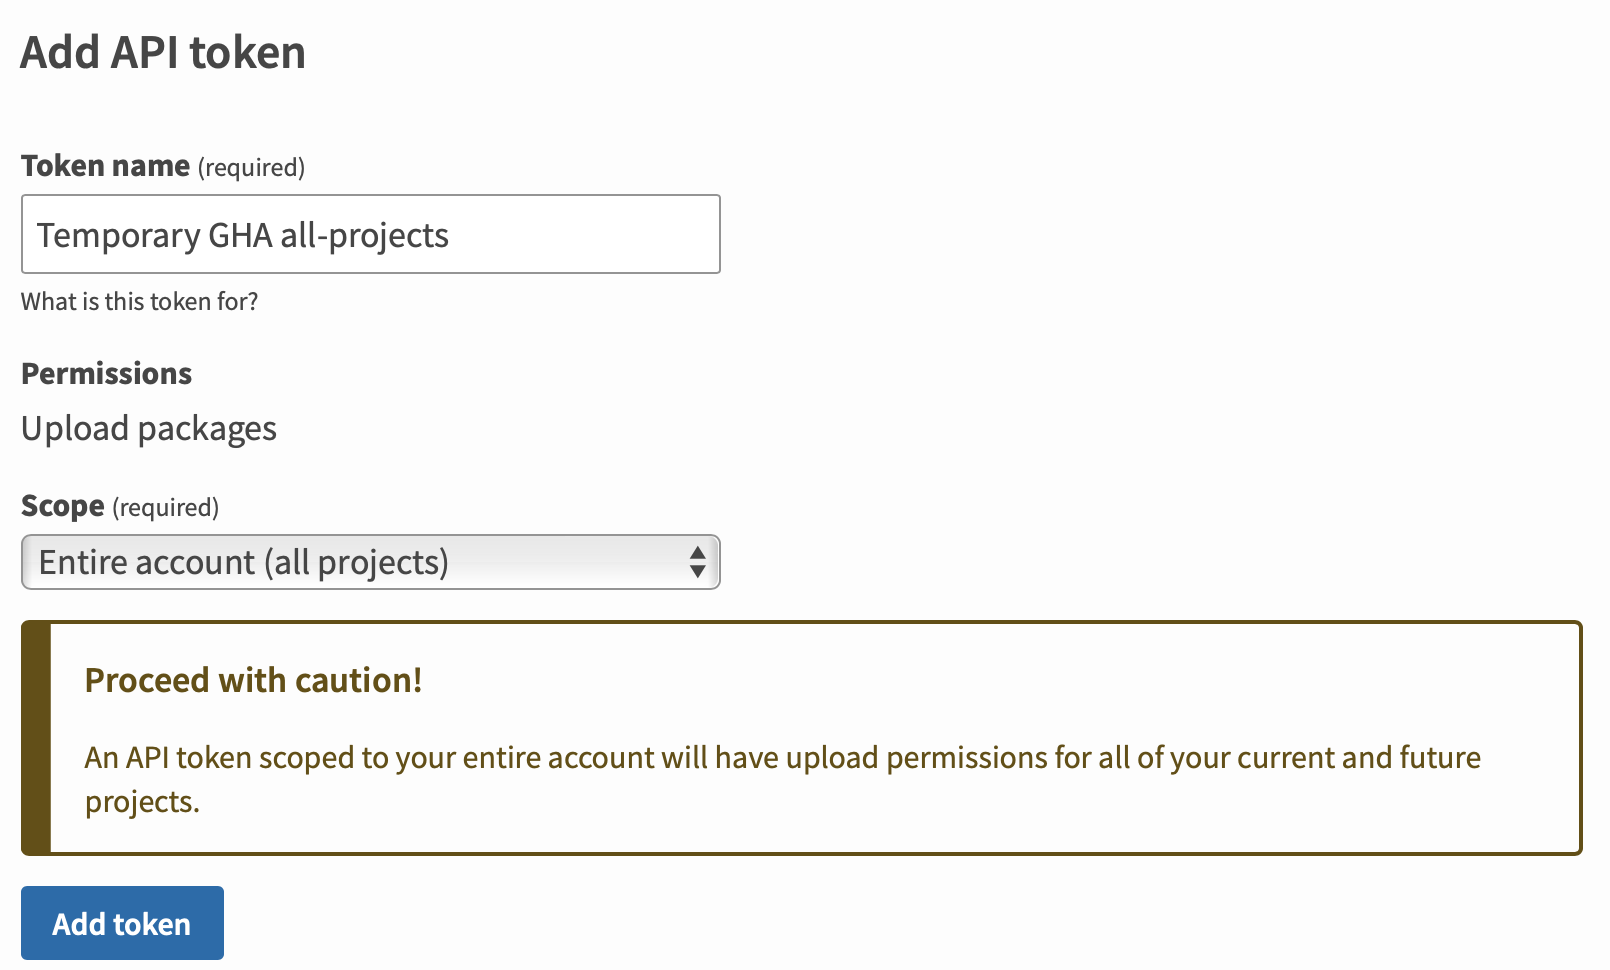 Add API token
Token name (required)
Temporary GHA all-projects
What is this token for?
Permissions
Upload packages
Scope (required)
Entire account (all projects)
Proceed with caution!
An API token scoped to your entire account will have upload permissions for all of your current and future
projects.
Add token